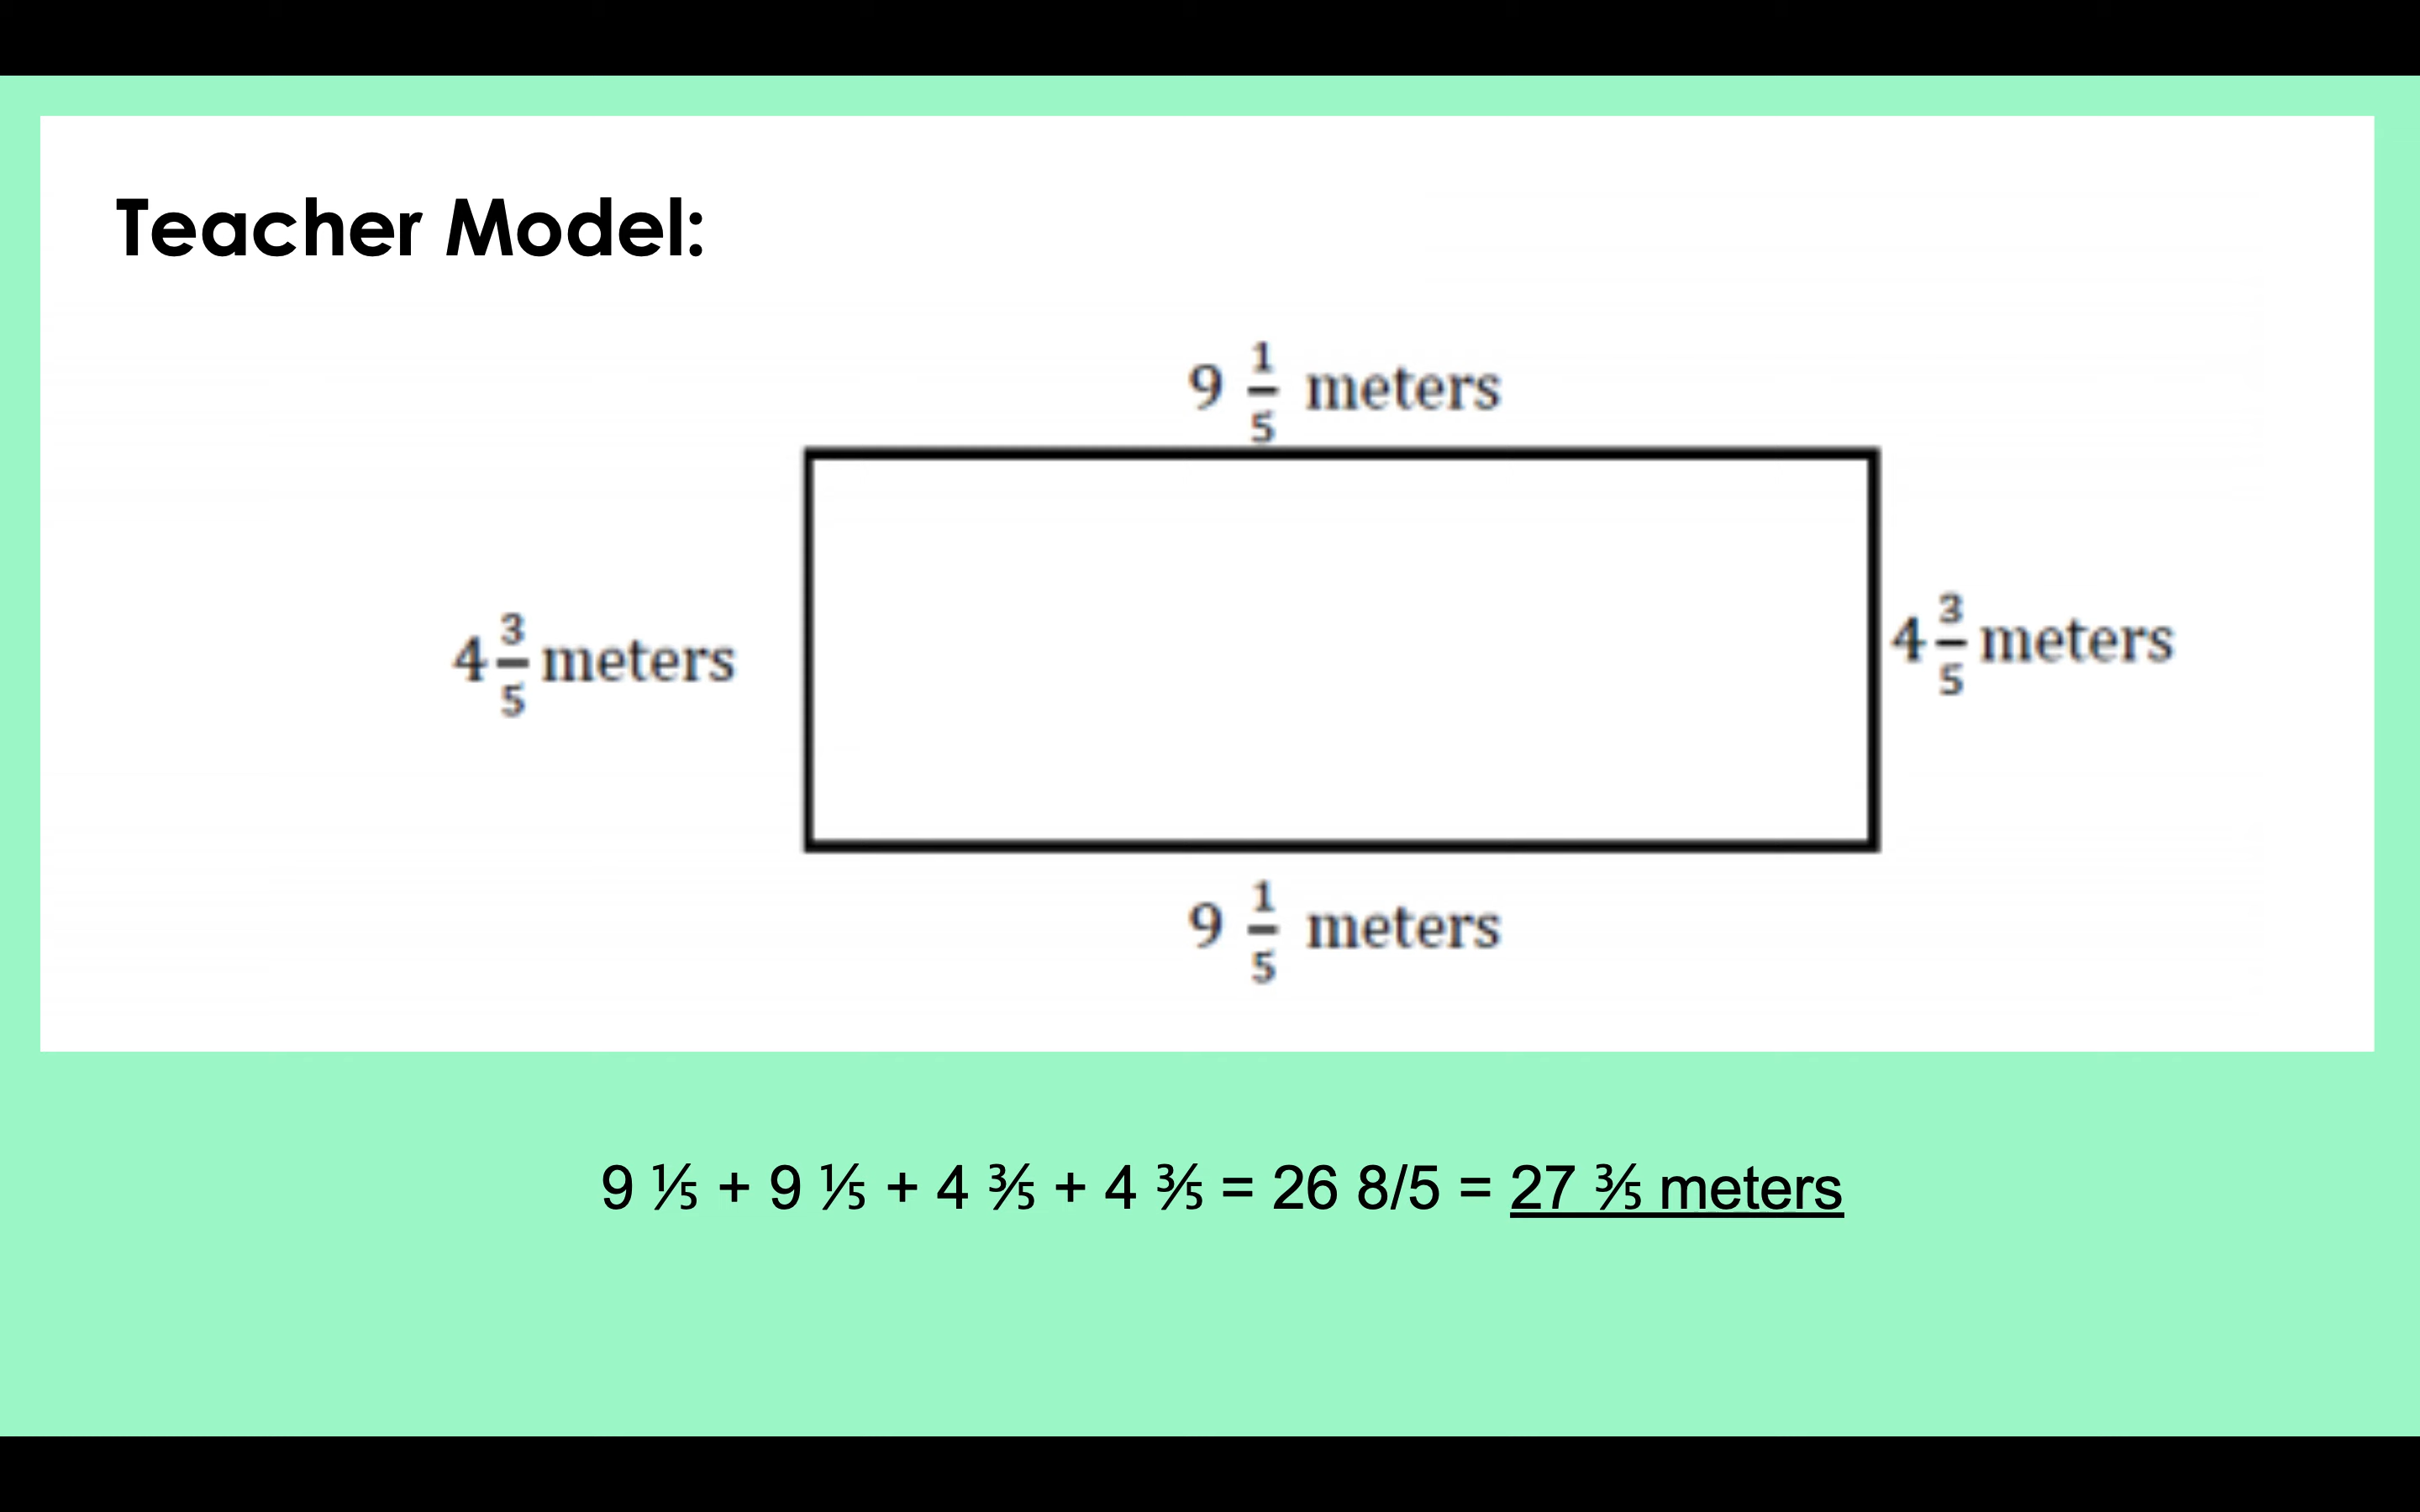 Teacher Model:
9 1/5 meters
4 3/5 meters
4 3/5 meters
9 1/5 meters
9 ⅕ + 9 ⅕ + 4 ⅗ + 4 ⅗ = 26 8/5 = 27 ⅗ meters